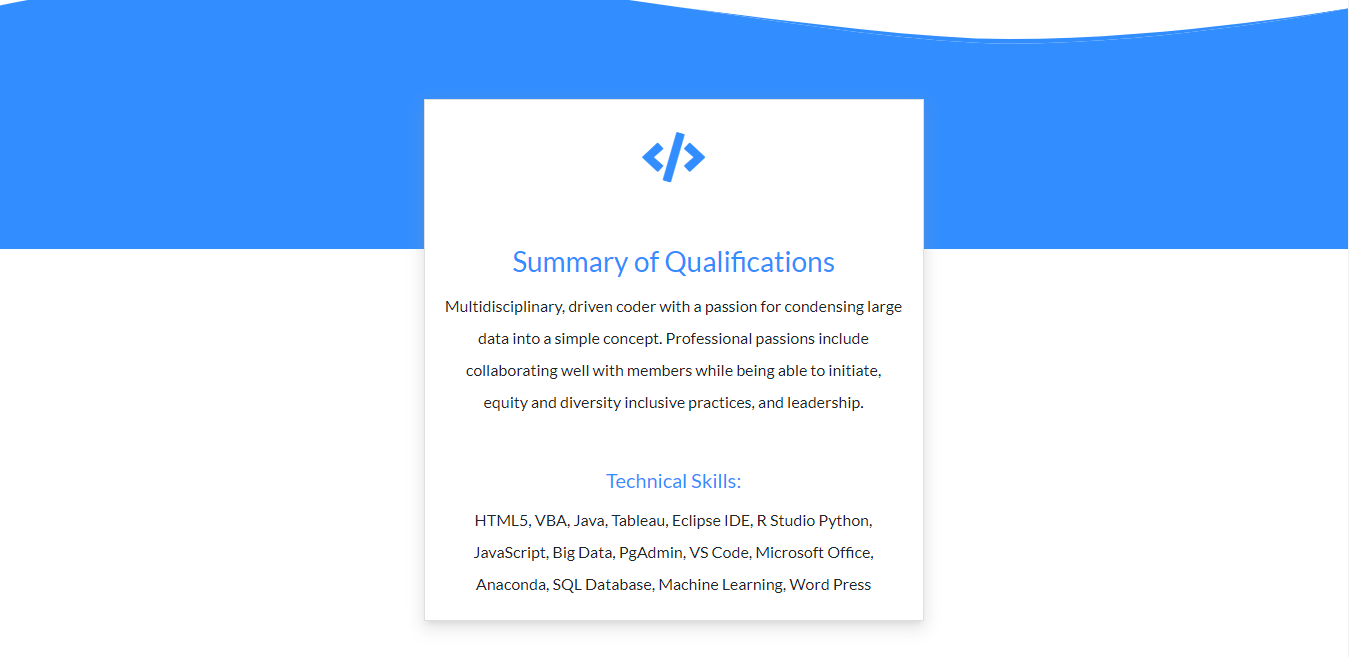 Summary of Qualifications
Multidisciplinary, driven coder with a passion for condensing large
data into a simple concept. Professional passions include
collaborating well with members while being able to initiate,
equity and diversity inclusive practices, and leadership.
Technical Skills:
HTML5, VBA, Java, Tableau, Eclipse IDE, R Studio Python,
JavaScript, Big Data, PgAdmin, VS Code, Microsoft Office,
Anaconda, SQL Database, Machine Learning, Word Press